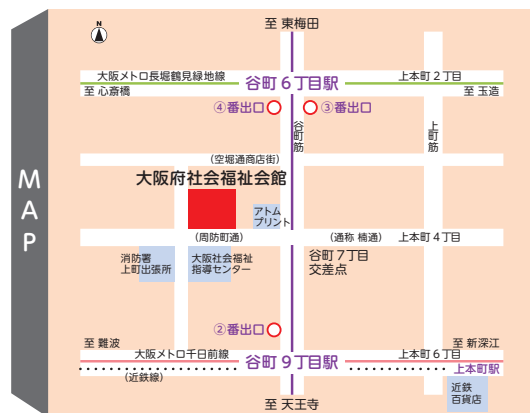 MAP
N
至 東梅田
大阪メトロ長堀鶴見緑地線
谷町6丁目駅
上本町2丁目
至 心斎橋
至 玉造
④番出口
③番出口
谷町筋
上町筋
(空堀通商店街)
大阪府社会福祉会館
アトム
プリント
(周防町通)
(通称 楠通)
上本町4丁目
消防署
上町出張所
大阪社会福祉
指導センター
谷町7丁目
交差点
②番出口
至 難波
至 新深江
大阪メトロ千日前線
谷町9丁目駅
上本町6丁目
(近鉄線)
上本町駅
近鉄
百貨店
至 天王寺